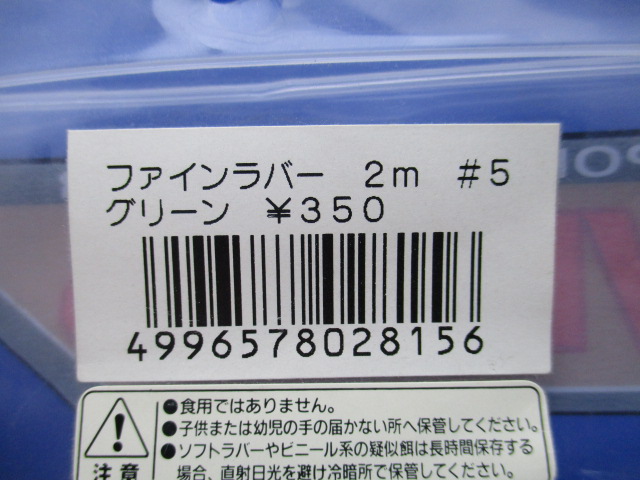 ファインラバー 2m #5
グリーン ¥350
4996578028156
●食用ではありません。
●子供または幼児の手の届かない所へ保管してください。
●ソフトラバーやビニール系の疑似餌は長時間保存する
場合、直射日光を避け冷暗所で保管してください。
注意